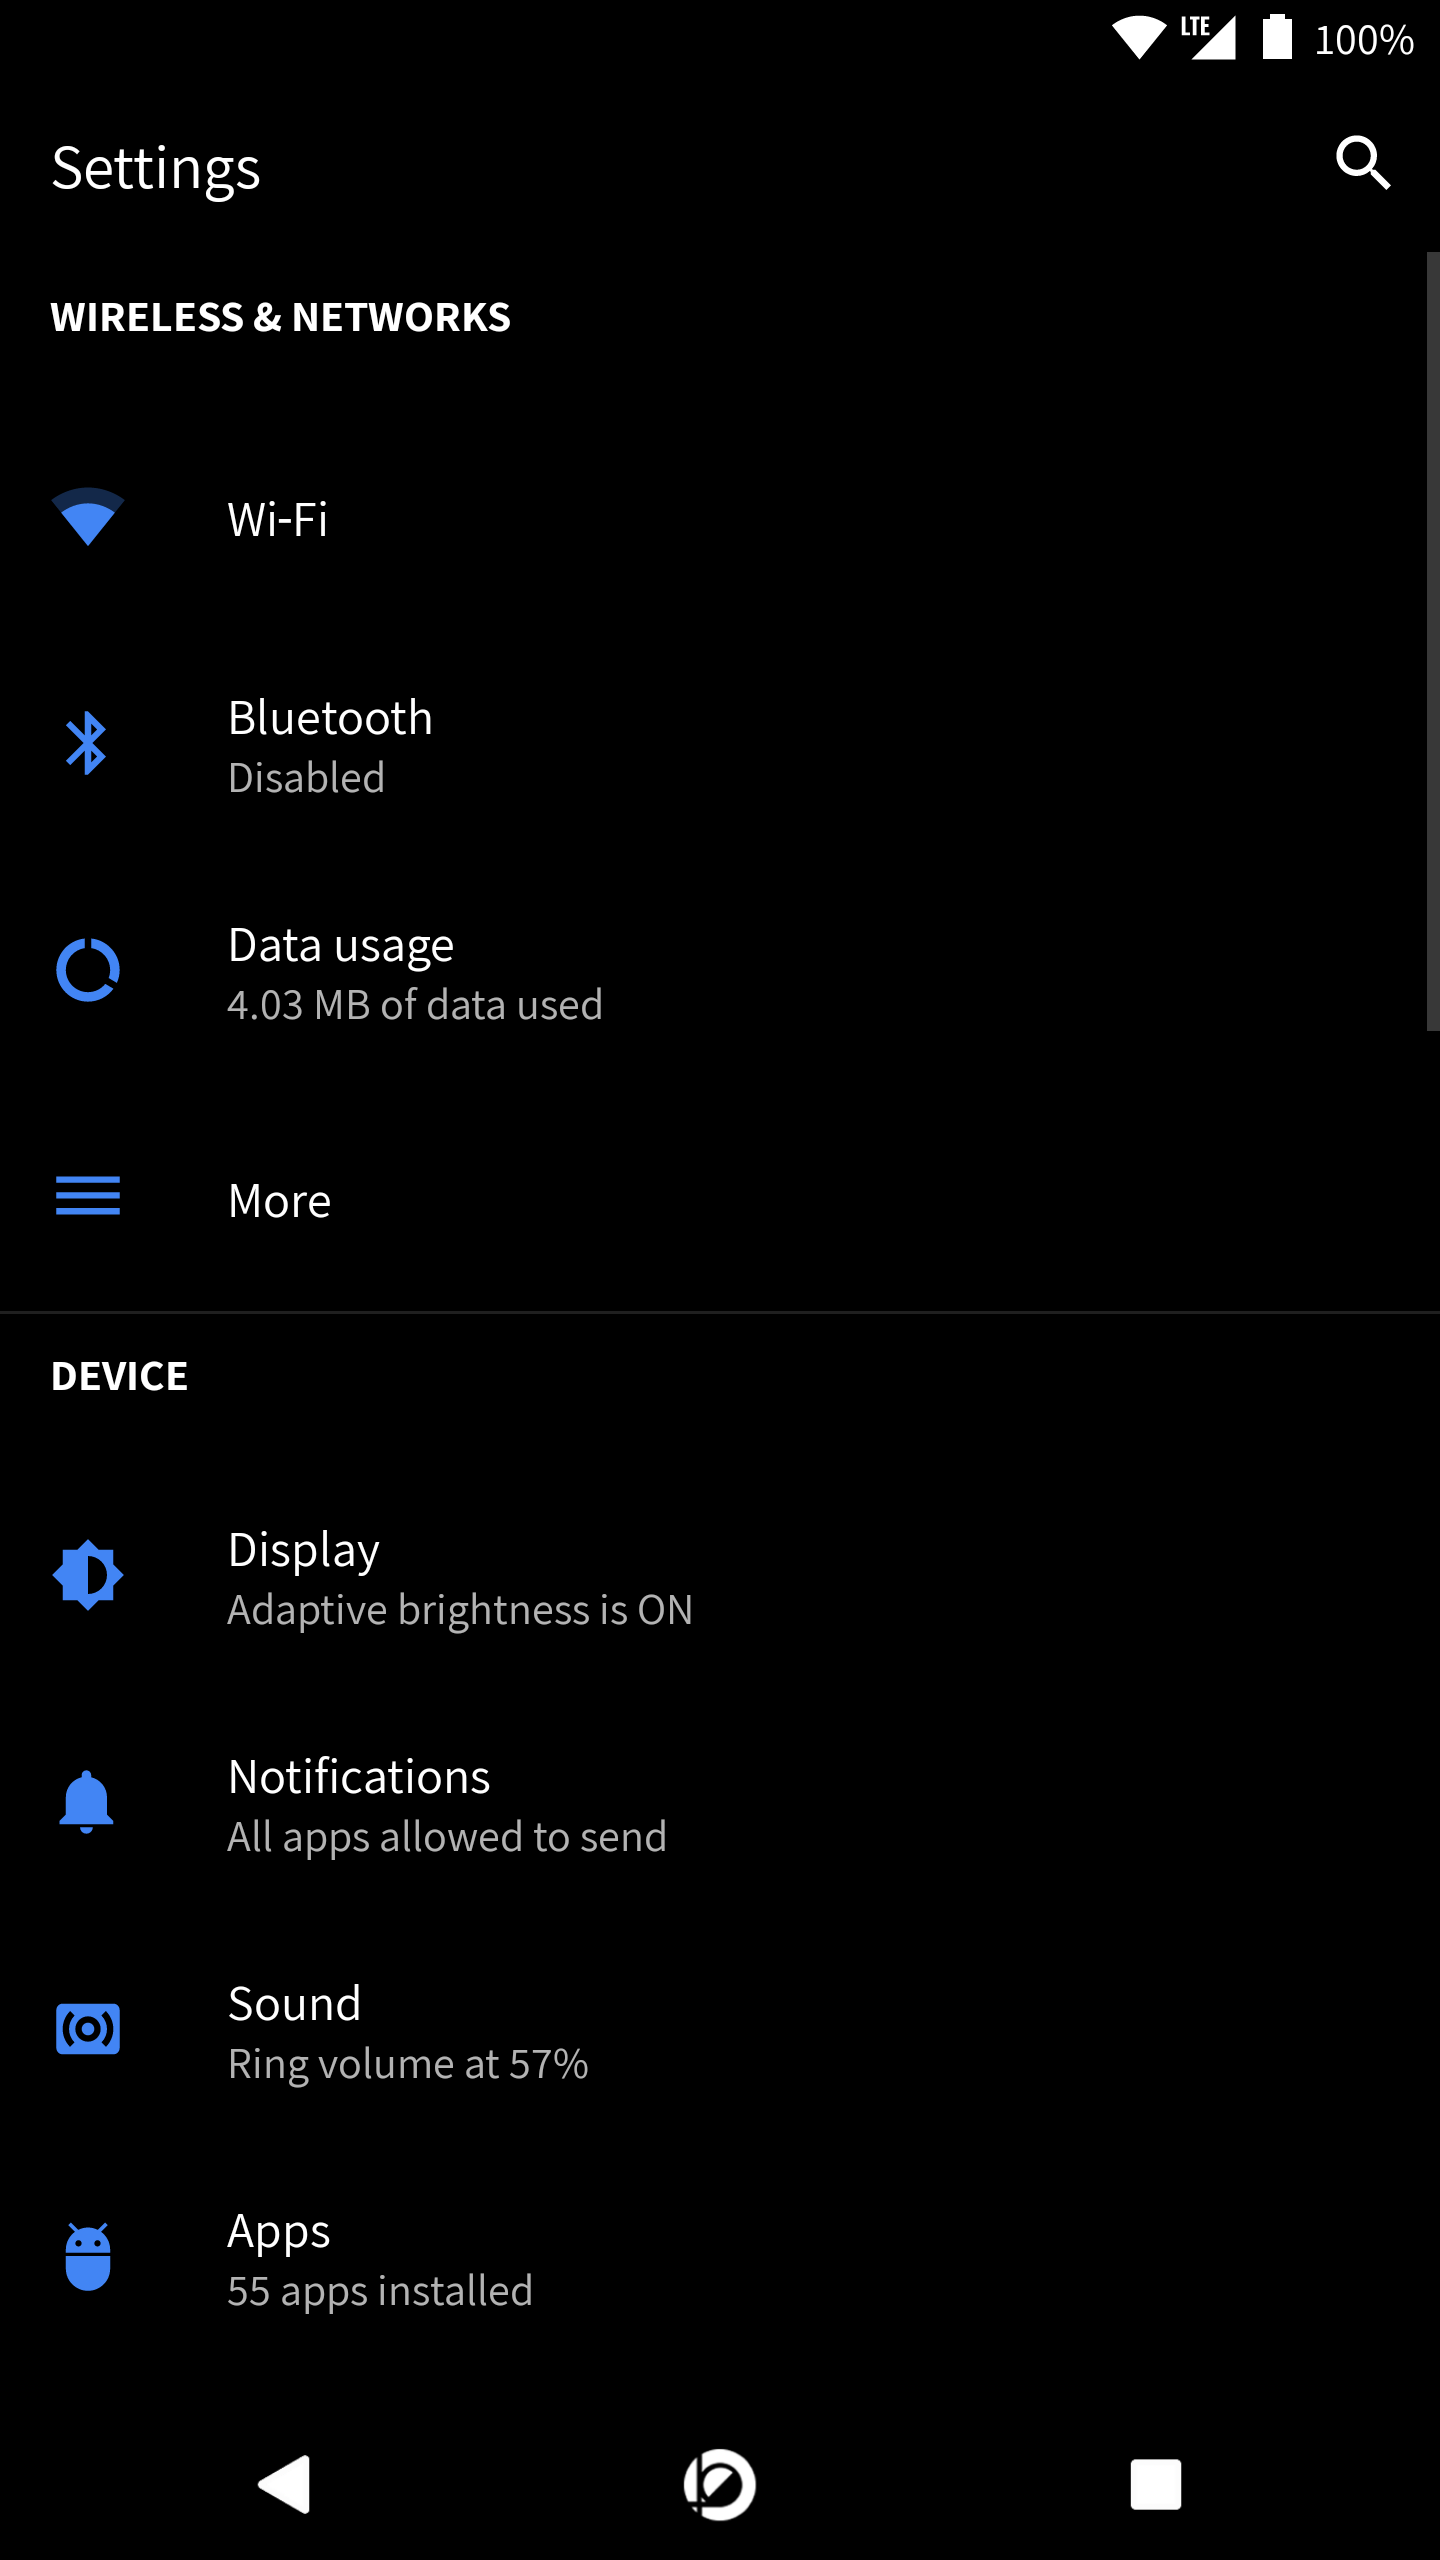 LTE 100%
Settings
WIRELESS & NETWORKS
Wi-Fi
Bluetooth
Disabled
Data usage
4.03 MB of data used
More
DEVICE
Display
Adaptive brightness is ON
Notifications
All apps allowed to send
Sound
Ring volume at 57%
Apps
55 apps installed